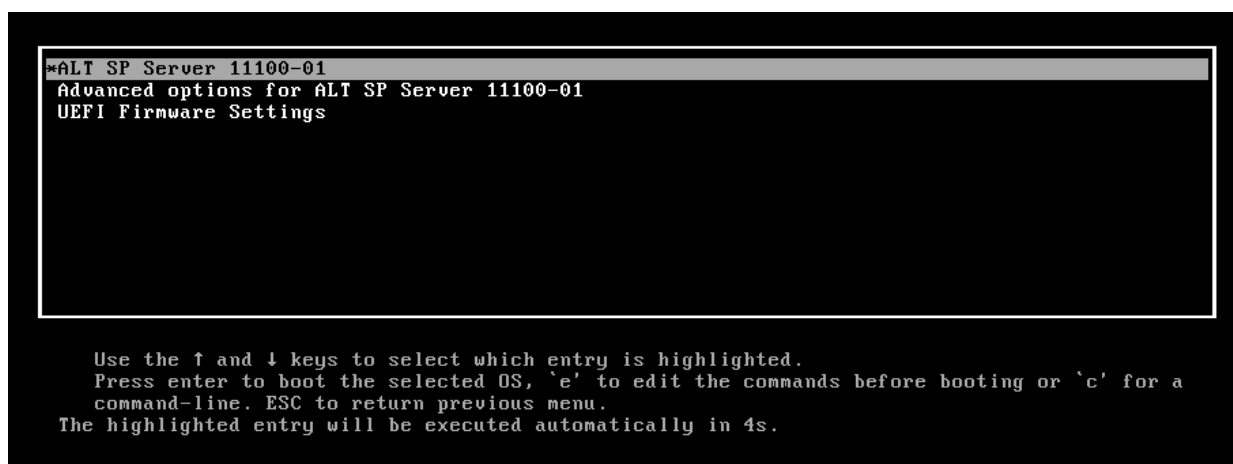 *ALT SP Server 11100-01
Advanced options for ALT SP Server 11100-01
UEFI Firmware Settings
Use the ↑ and ↓ keys to select which entry is highlighted.
Press enter to boot the selected OS, `e' to edit the commands before booting or `c' for a
command-line. ESC to return previous menu.
The highlighted entry will be executed automatically in 4s.